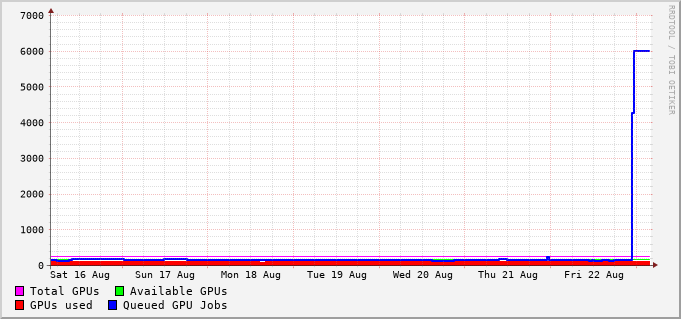 7000
6000
5000
4000
3000
2000
1000
0
Sat 16 Aug Sun 17 Aug Mon 18 Aug Tue 19 Aug Wed 20 Aug Thu 21 Aug Fri 22 Aug
Total GPUs Available GPUs
GPUs used Queued GPU Jobs
RRDTOOL / TOBI OETIKER